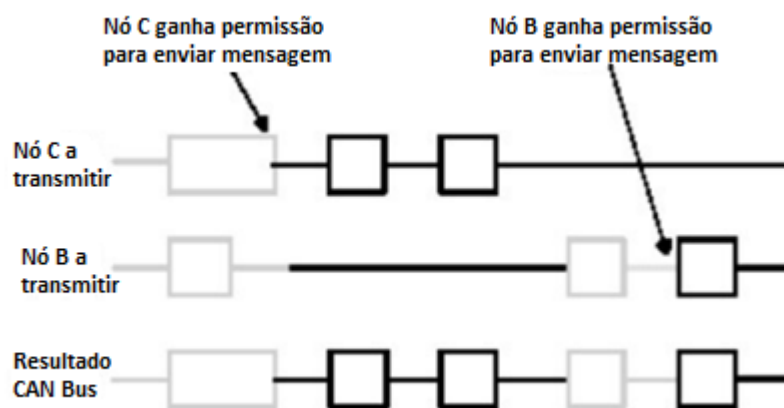 Nó C ganha permissão
para enviar mensagem
Nó B ganha permissão
para enviar mensagem
Nó C a
transmitir
Nó B a
transmitir
Resultado
CAN Bus